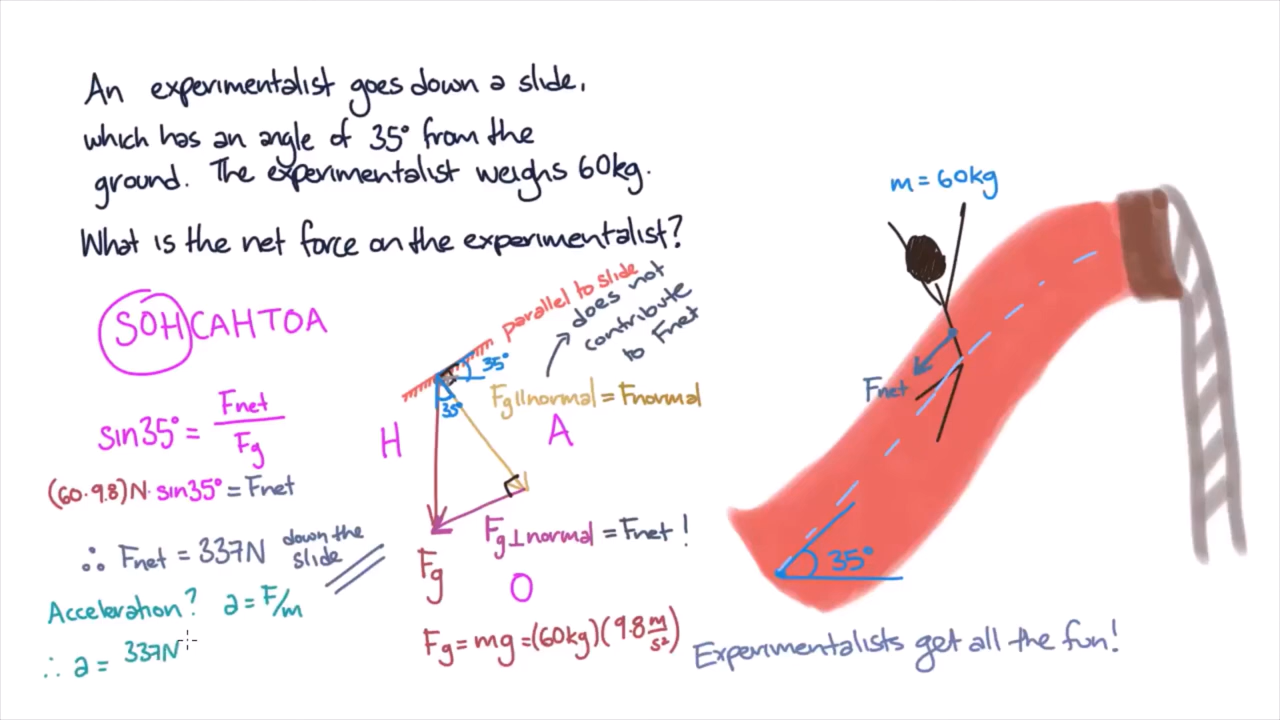 An experimentalist goes down a slide,
which has an angle of 35° from the
ground. The experimentalist weighs 60kg.
What is the net force on the experimentalist?
SOHCAHTOA
sin35° = Fnet/Fg
(60·9.8)N·sin35° = Fnet
∴ Fnet = 337N down the slide
Acceleration? a = F/m
∴ a = 337N
parallel to slide
does not
contribute
to Fnet
35°
35°
Fg||normal = Fnormal
H
A
Fg⊥normal = Fnet!
Fg
O
Fg = mg = (60kg)(9.8 m/s²)
m = 60kg
Fnet
35°
Experimentalists get all the fun!